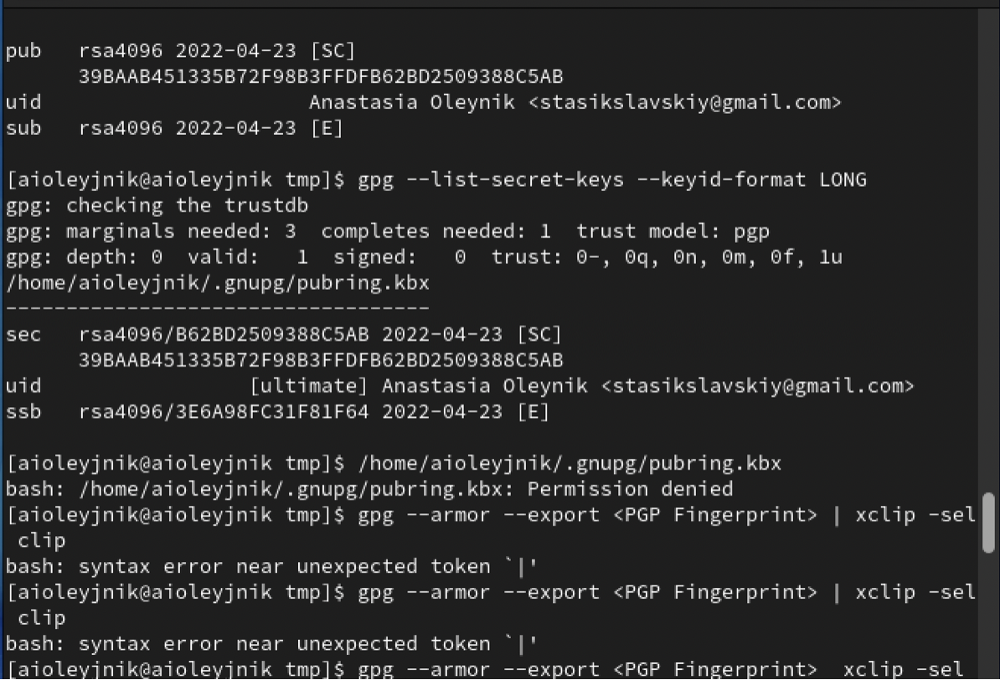 pub   rsa4096 2022-04-23 [SC]
      39BAAB451335B72F98B3FFDFB62BD2509388C5AB
uid                      Anastasia Oleynik <stasikslavskiy@gmail.com>
sub   rsa4096 2022-04-23 [E]

[aioleyjnik@aioleyjnik tmp]$ gpg --list-secret-keys --keyid-format LONG
gpg: checking the trustdb
gpg: marginals needed: 3  completes needed: 1  trust model: pgp
gpg: depth: 0  valid:   1  signed:   0  trust: 0-, 0q, 0n, 0m, 0f, 1u
/home/aioleyjnik/.gnupg/pubring.kbx
-----------------------------------
sec   rsa4096/B62BD2509388C5AB 2022-04-23 [SC]
      39BAAB451335B72F98B3FFDFB62BD2509388C5AB
uid                 [ultimate] Anastasia Oleynik <stasikslavskiy@gmail.com>
ssb   rsa4096/3E6A98FC31F81F64 2022-04-23 [E]

[aioleyjnik@aioleyjnik tmp]$ /home/aioleyjnik/.gnupg/pubring.kbx
bash: /home/aioleyjnik/.gnupg/pubring.kbx: Permission denied
[aioleyjnik@aioleyjnik tmp]$ gpg --armor --export <PGP Fingerprint> | xclip -sel
 clip
bash: syntax error near unexpected token `|'
[aioleyjnik@aioleyjnik tmp]$ gpg --armor --export <PGP Fingerprint> | xclip -sel
 clip
bash: syntax error near unexpected token `|'
[aioleyjnik@aioleyjnik tmp]$ gpg --armor --export <PGP Fingerprint>  xclip -sel